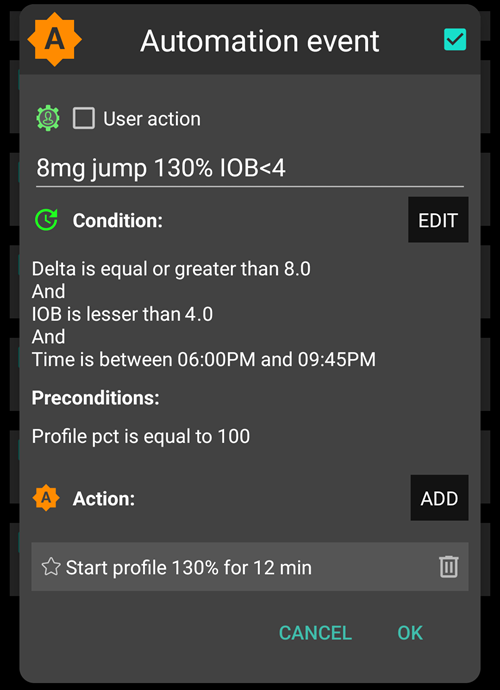 A Automation event
User action
8mg jump 130% IOB<4
Condition: EDIT
Delta is equal or greater than 8.0
And
IOB is lesser than 4.0
And
Time is between 06:00PM and 09:45PM
Preconditions:
Profile pct is equal to 100
A Action: ADD
Start profile 130% for 12 min
CANCEL OK